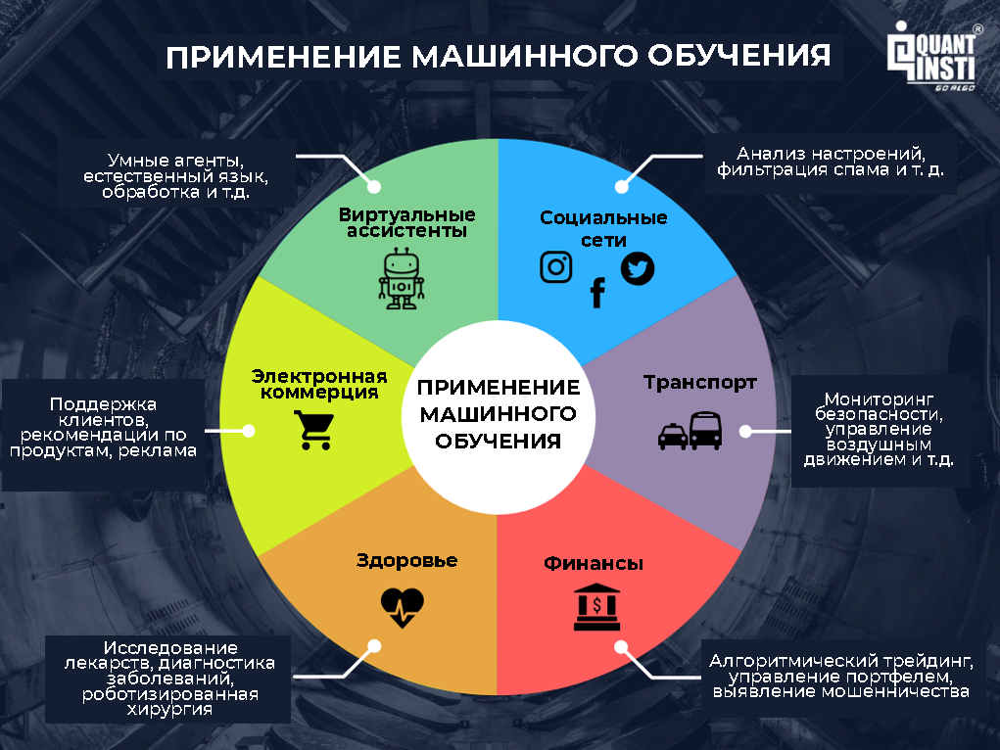 ПРИМЕНЕНИЕ МАШИННОГО ОБУЧЕНИЯ
QUANT
INSTI
®
GO ALGO
Умные агенты,
естественный язык,
обработка и т.д.
Анализ настроений,
фильтрация спама и т. д.
Виртуальные
ассистенты
Социальные
сети
Электронная
коммерция
ПРИМЕНЕНИЕ
МАШИННОГО
ОБУЧЕНИЯ
Транспорт
Поддержка
клиентов,
рекомендации по
продуктам, реклама
Мониторинг
безопасности,
управление
воздушным
движением и т.д.
Здоровье
Финансы
$
Исследование
лекарств, диагностика
заболеваний,
роботизированная
хирургия
Алгоритмический трейдинг,
управление портфелем,
выявление мошенничества